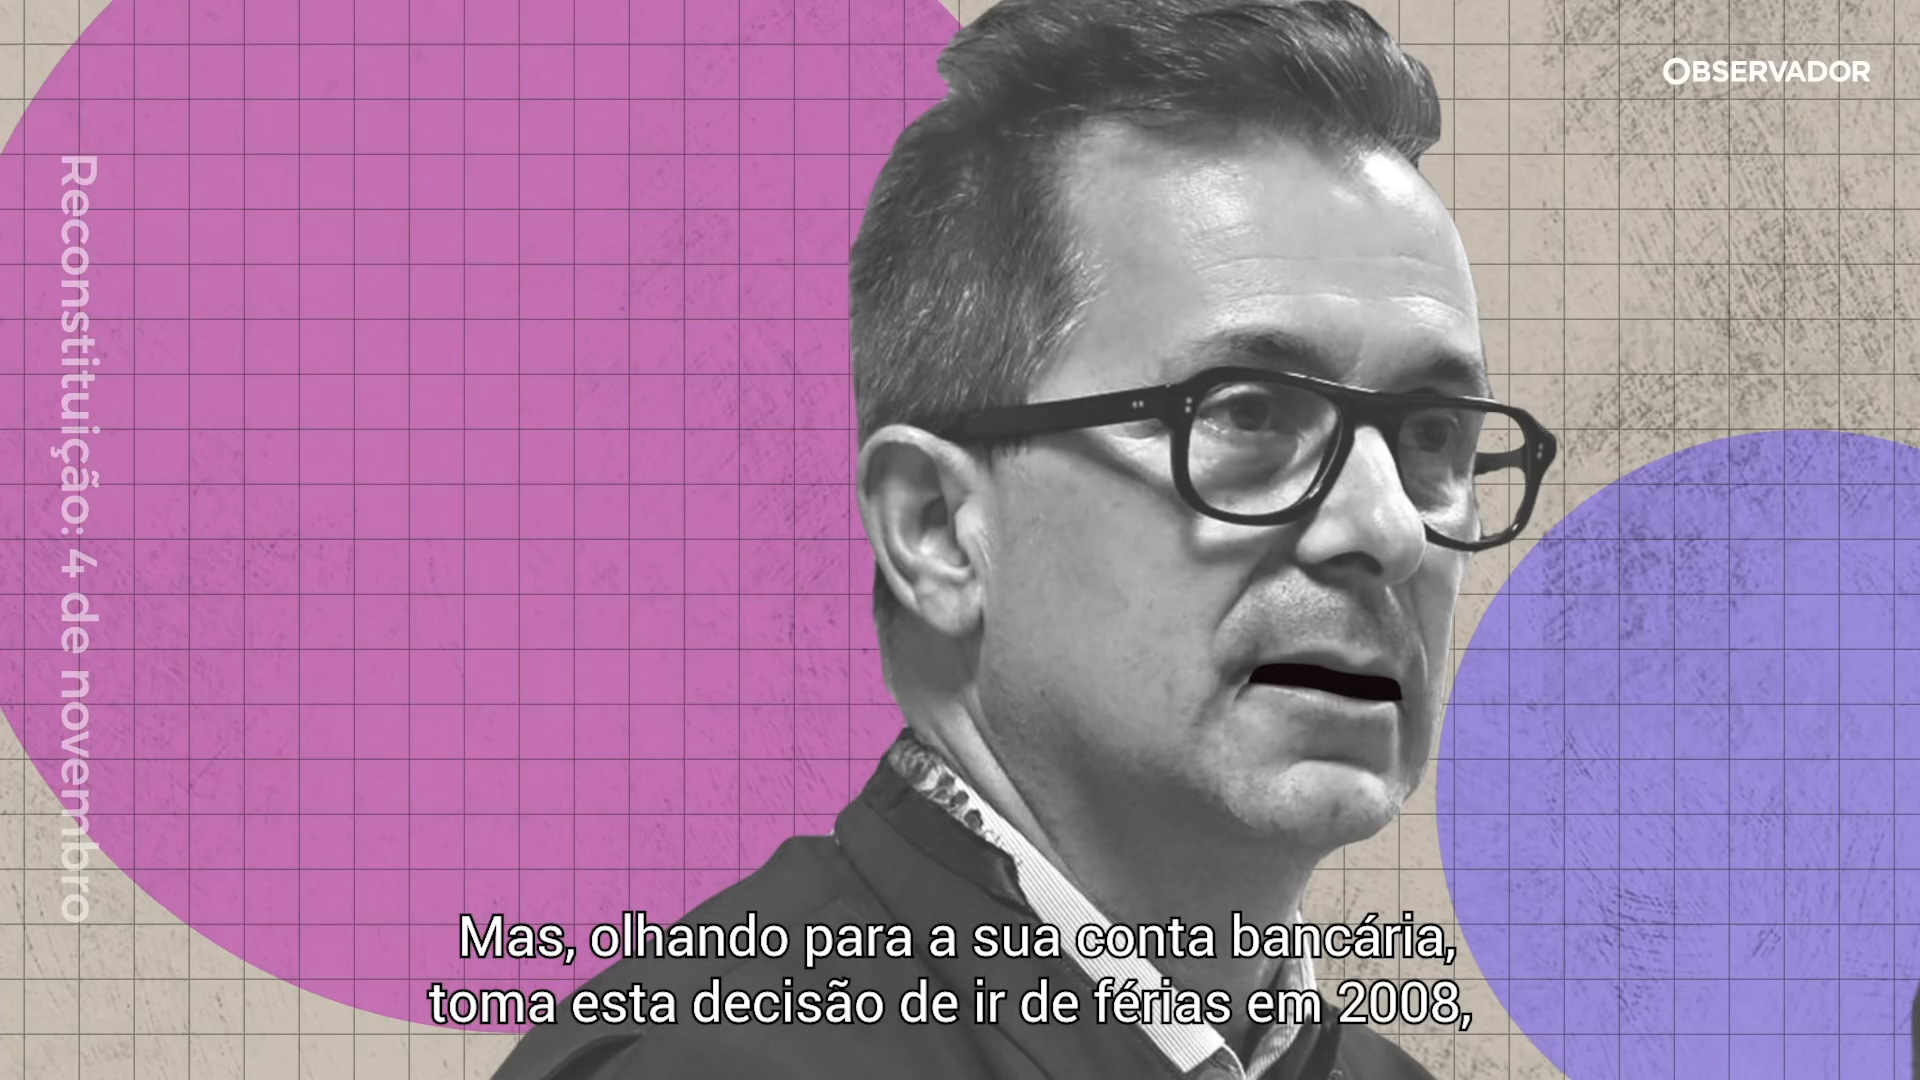 OBSERVADOR
Reconstituição: 4 de novembro
Mas, olhando para a sua conta bancária,
toma esta decisão de ir de férias em 2008,